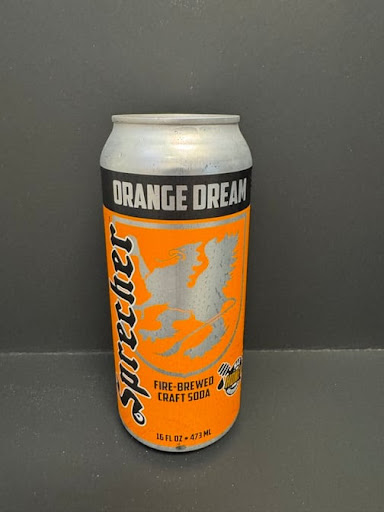 ORANGE DREAM
Sprecher
FIRE-BREWED
CRAFT SODA
16 FL OZ • 473 ML